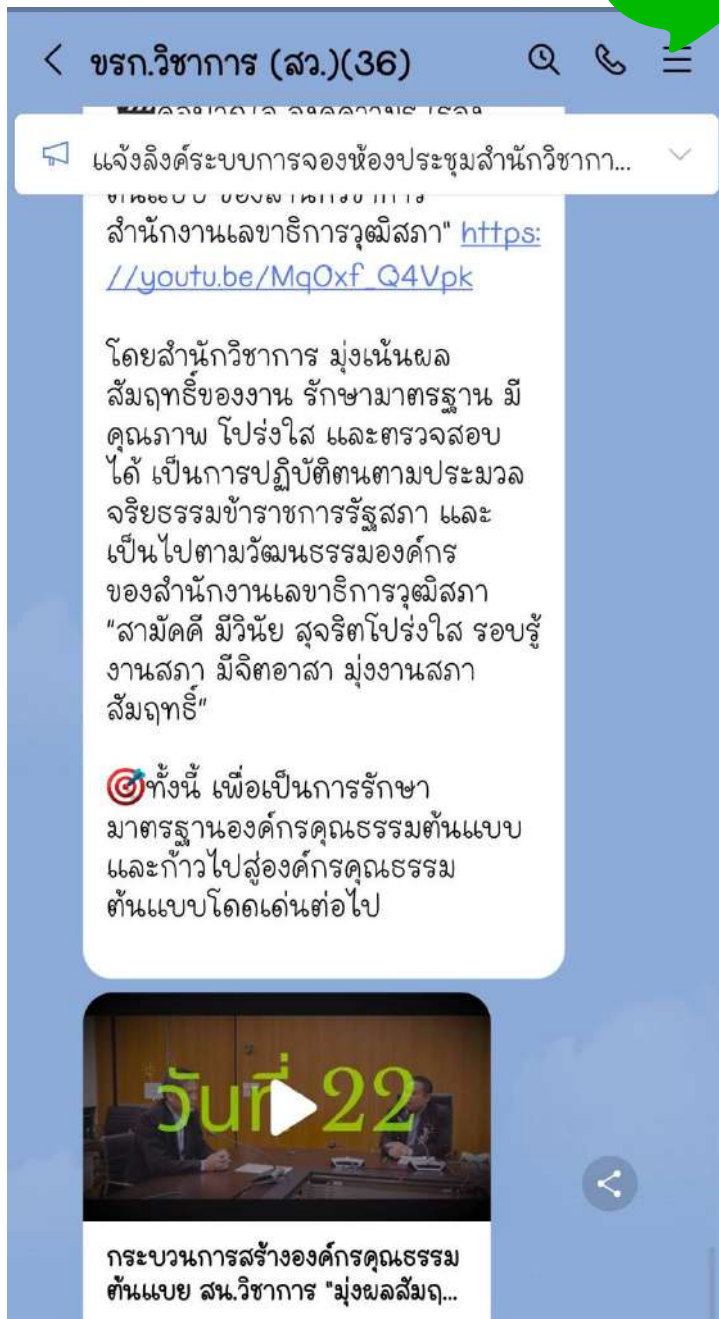 ขรก.วิชาการ (สว.)(36)
แจ้งลิงค์ระบบการจองห้องประชุมสำนักวิชากา...
สำนักงานเลขาธิการวุฒิสภา" https:
//youtu.be/MqOxf_Q4Vpk
โดยสำนักวิชาการ มุ่งเน้นผล
สัมฤทธิ์ของงาน รักษามาตรฐาน มี
คุณภาพ โปร่งใส และตรวจสอบ
ได้ เป็นการปฏิบัติตนตามประมวล
จริยธรรมข้าราชการรัฐสภา และ
เป็นไปตามวัฒนธรรมองค์กร
ของสำนักงานเลขาธิการวุฒิสภา
"สามัคคี มีวินัย สุจริตโปร่งใส รอบรู้
งานสภา มีจิตอาสา มุ่งงานสภา
สัมฤทธิ์"
🎯ทั้งนี้ เพื่อเป็นการรักษา
มาตรฐานองค์กรคุณธรรมต้นแบบ
และก้าวไปสู่องค์กรคุณธรรม
ต้นแบบโดดเด่นต่อไป
วันที่ 22
กระบวนการสร้างองค์กรคุณธรรม
ต้นแบย สน.วิชาการ "มุ่งผลสัมฤ...